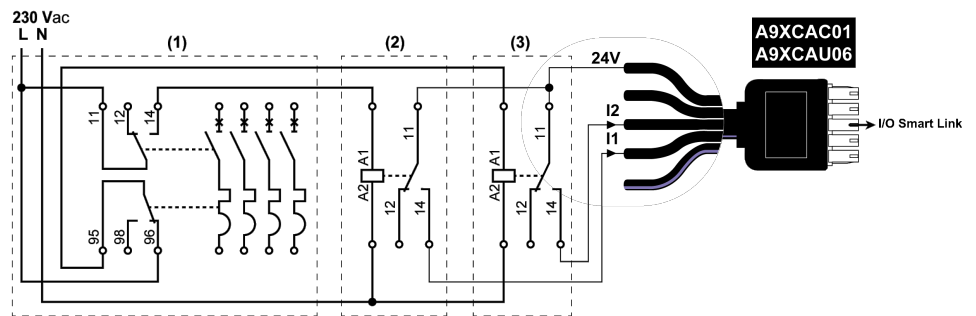 230 Vac
L N
(1)
(2)
(3)
A9XCAC01
A9XCAU06
24V
I2
I1
I/O Smart Link
11
12
14
95
98
96
A1
A2
11
12
14
A1
A2
11
12
14